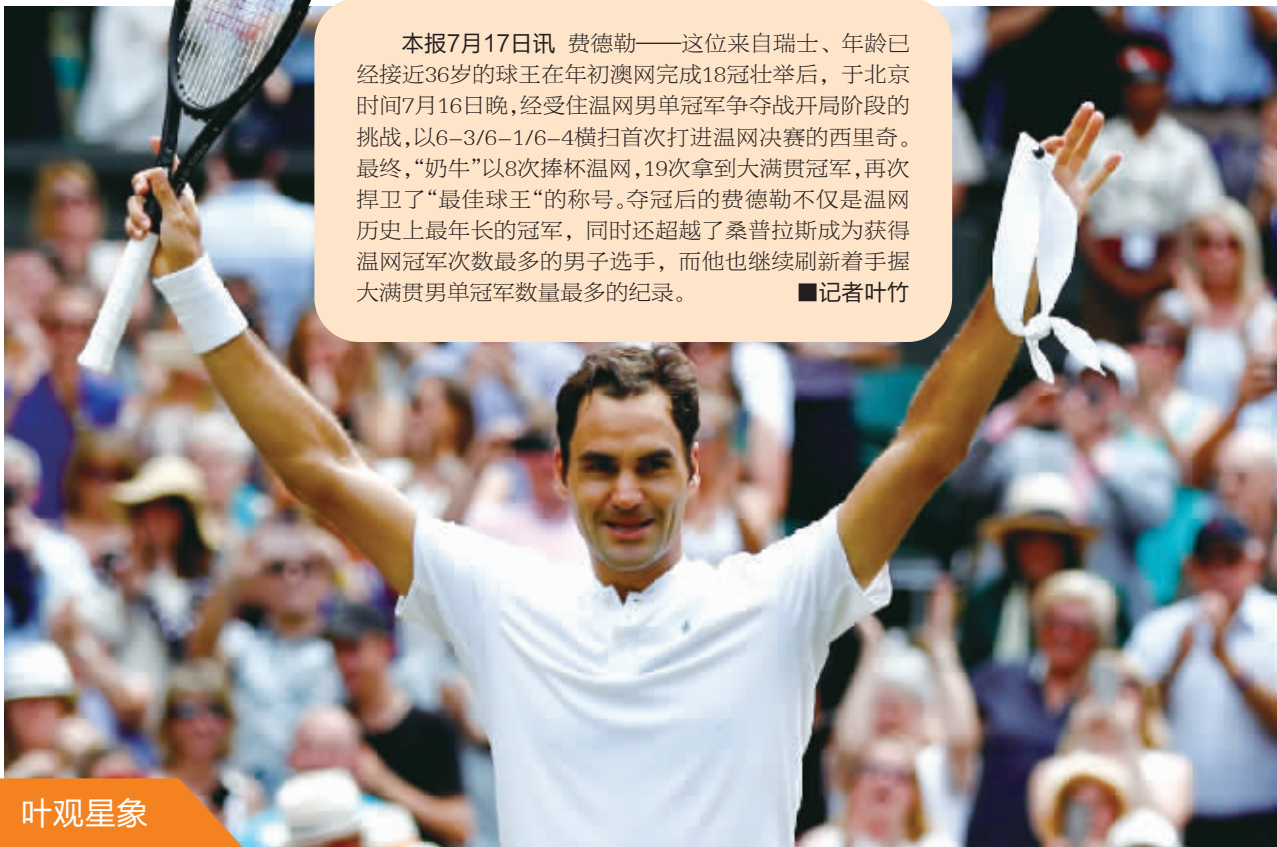 本报7月17日讯 费德勒——这位来自瑞士、年龄已
经接近36岁的球王在年初澳网完成18冠壮举后，于北京
时间7月16日晚，经受住温网男单冠军争夺战开局阶段的
挑战，以6-3/6-1/6-4横扫首次打进温网决赛的西里奇。
最终，“奶牛”以8次捧杯温网，19次拿到大满贯冠军，再次
捍卫了“最佳球王“的称号。夺冠后的费德勒不仅是温网
历史上最年长的冠军，同时还超越了桑普拉斯成为获得
温网冠军次数最多的男子选手，而他也继续刷新着手握
大满贯男单冠军数量最多的纪录。 ■记者叶竹
叶观星象